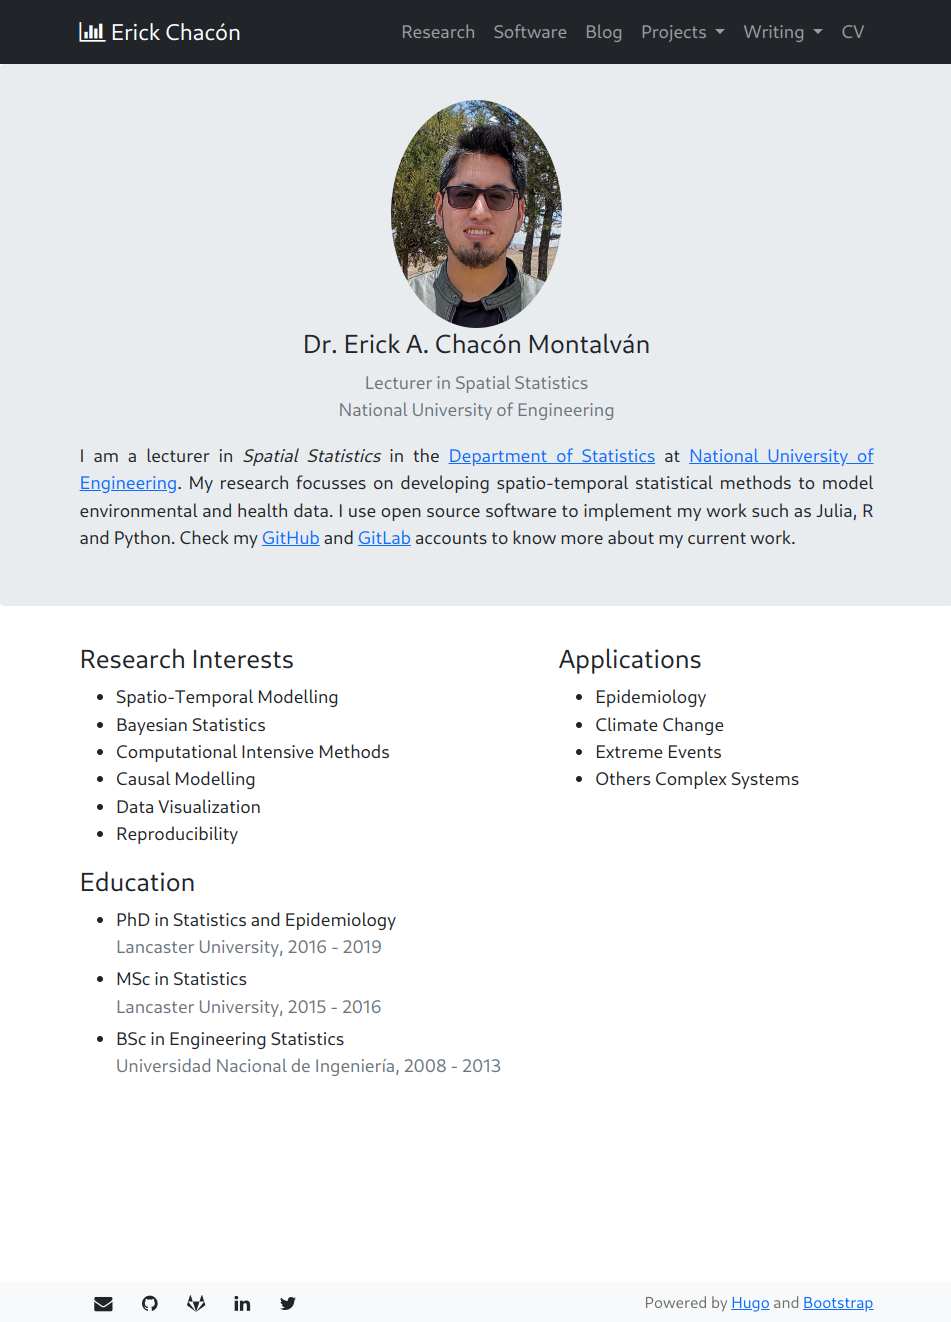 Erick Chacón Research Software Blog Projects Writing CV
Dr. Erick A. Chacón Montalván
Lecturer in Spatial Statistics
National University of Engineering
I am a lecturer in Spatial Statistics in the Department of Statistics at National University of
Engineering. My research focusses on developing spatio-temporal statistical methods to model
environmental and health data. I use open source software to implement my work such as Julia, R
and Python. Check my GitHub and GitLab accounts to know more about my current work.
Research Interests
Spatio-Temporal Modelling
Bayesian Statistics
Computational Intensive Methods
Causal Modelling
Data Visualization
Reproducibility
Applications
Epidemiology
Climate Change
Extreme Events
Others Complex Systems
Education
PhD in Statistics and Epidemiology
Lancaster University, 2016 - 2019
MSc in Statistics
Lancaster University, 2015 - 2016
BSc in Engineering Statistics
Universidad Nacional de Ingeniería, 2008 - 2013
Powered by Hugo and Bootstrap